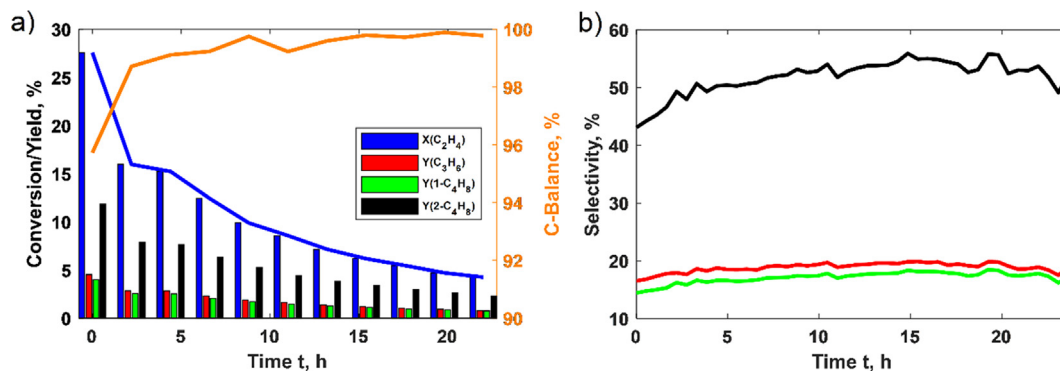 a)
Conversion/Yield, %
30
25
20
15
10
5
0
X(C₂H₄)
Y(C₃H₆)
Y(1-C₄H₈)
Y(2-C₄H₈)
100
98
96
94
92
90
C-Balance, %
0 5 10 15 20
Time t, h
b)
Selectivity, %
60
50
40
30
20
10
0 5 10 15 20
Time t, h